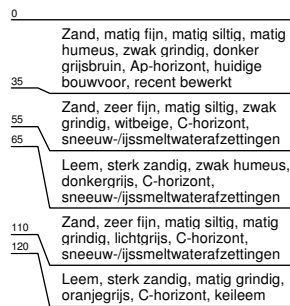 0
Zand, matig fijn, matig siltig, matig
humeus, zwak grindig, donker
grijsbruin, Ap-horizont, huidige
bouwvoor, recent bewerkt
35
Zand, zeer fijn, matig siltig, zwak
grindig, witbeige, C-horizont,
sneeuw-/ijssmeltwaterafzettingen
55
65
Leem, sterk zandig, zwak humeus,
donkergrijs, C-horizont,
sneeuw-/ijssmeltwaterafzettingen
Zand, zeer fijn, matig siltig, matig
grindig, lichtgrijs, C-horizont,
sneeuw-/ijssmeltwaterafzettingen
110
120
Leem, sterk zandig, matig grindig,
oranjegrijs, C-horizont, keileem